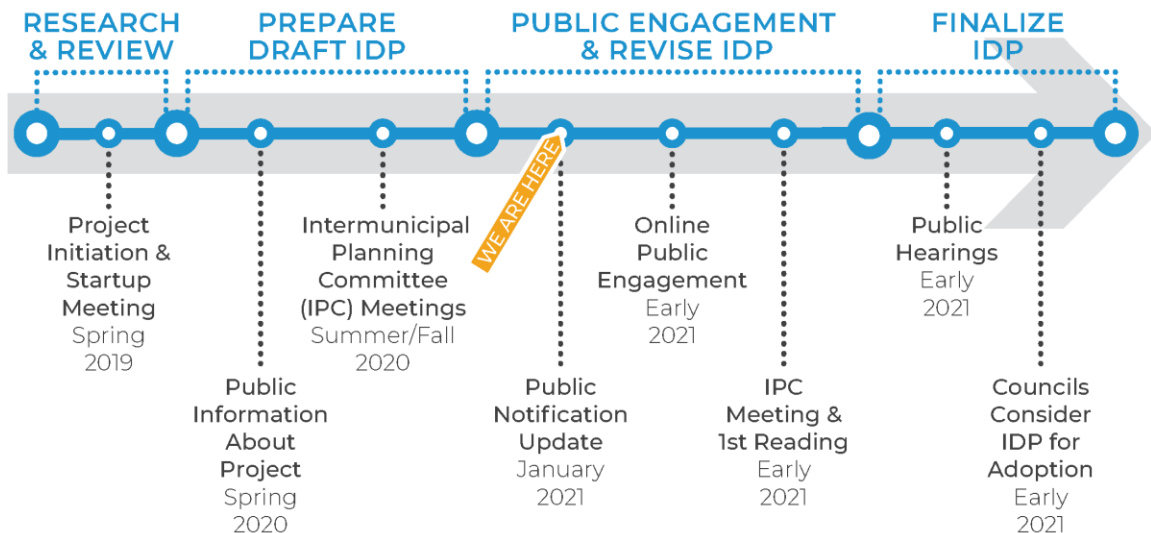 RESEARCH
& REVIEW
PREPARE
DRAFT IDP
PUBLIC ENGAGEMENT
& REVISE IDP
FINALIZE
IDP
WE ARE HERE
Project
Initiation &
Startup
Meeting
Spring
2019
Public
Information
About
Project
Spring
2020
Intermunicipal
Planning
Committee
(IPC) Meetings
Summer/Fall
2020
Public
Notification
Update
January
2021
Online
Public
Engagement
Early
2021
IPC
Meeting &
1st Reading
Early
2021
Public
Hearings
Early
2021
Councils
Consider
IDP for
Adoption
Early
2021